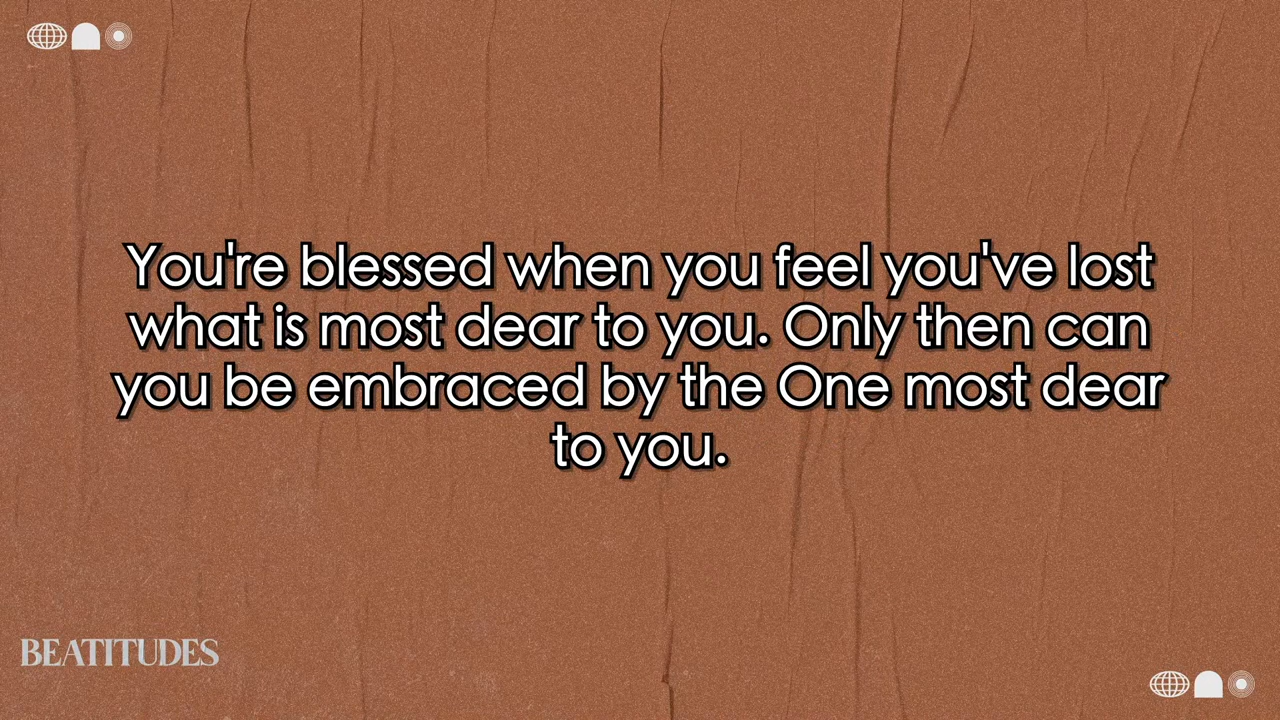 You're blessed when you feel you've lost
what is most dear to you. Only then can
you be embraced by the One most dear
to you.
BEATITUDES